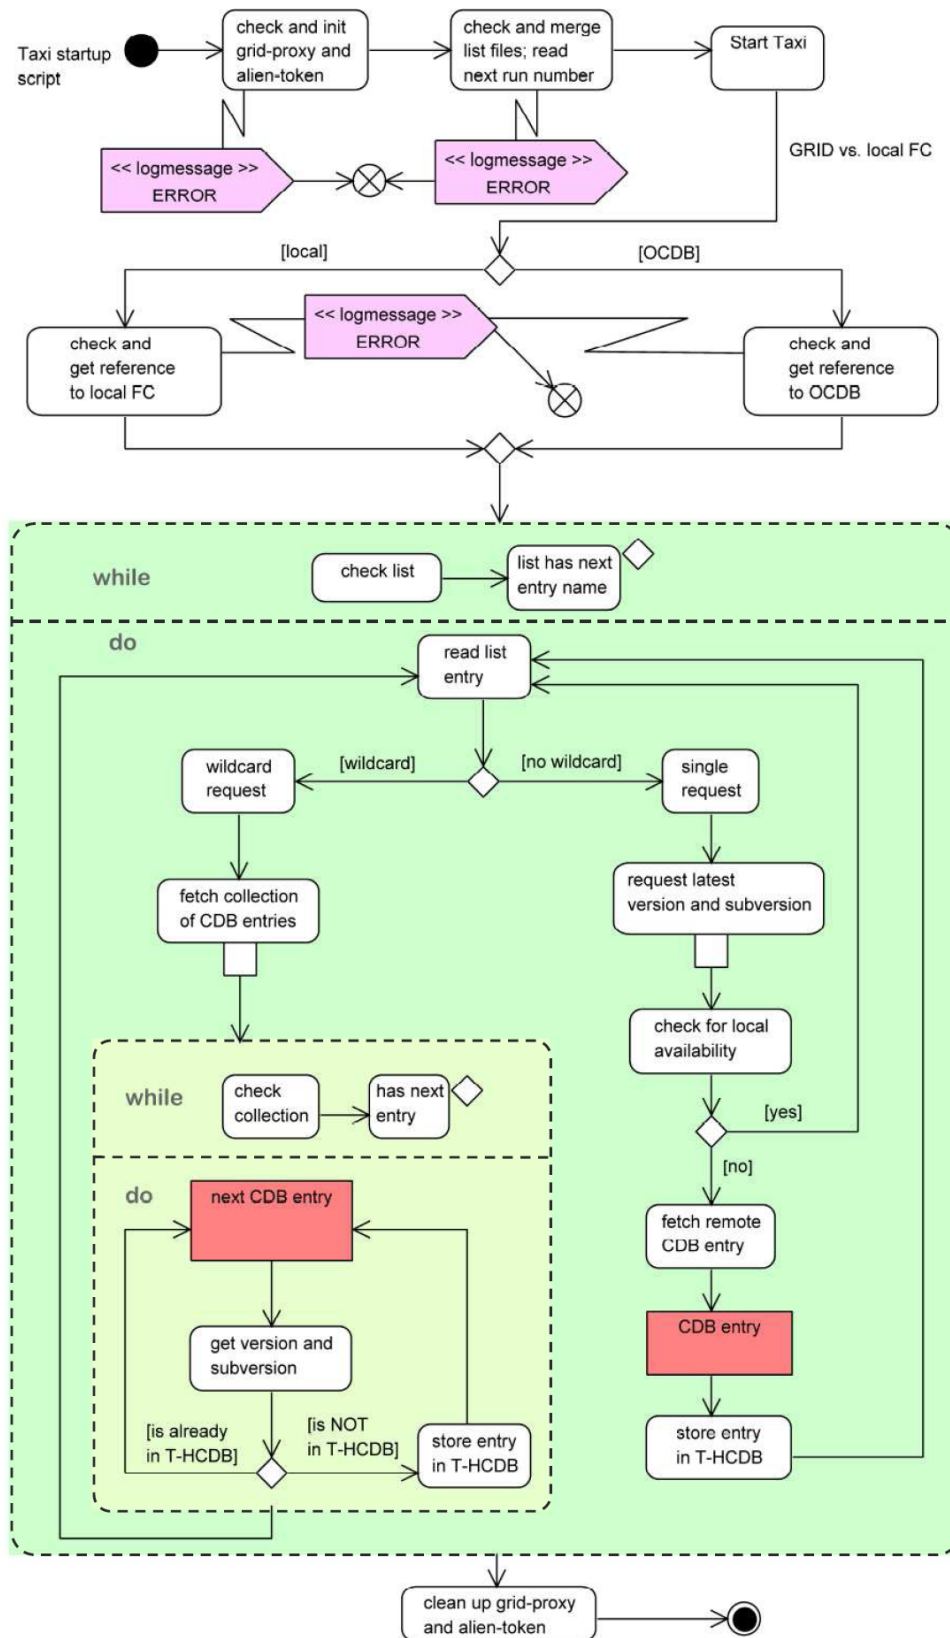 Taxi startup
script
check and init
grid-proxy and
alien-token
check and merge
list files; read
next run number
Start Taxi
<< logmessage >>
ERROR
<< logmessage >>
ERROR
GRID vs. local FC
[local]
[OCDB]
<< logmessage >>
ERROR
check and
get reference
to local FC
check and
get reference
to OCDB
while
check list
list has next
entry name
do
read list
entry
[wildcard]
[no wildcard]
wildcard
request
single
request
fetch collection
of CDB entries
request latest
version and subversion
check for local
availability
while
check
collection
has next
entry
[yes]
[no]
do
next CDB entry
fetch remote
CDB entry
get version and
subversion
CDB entry
[is already
in T-HCDB]
[is NOT
in T-HCDB]
store entry
in T-HCDB
store entry
in T-HCDB
clean up grid-proxy
and alien-token